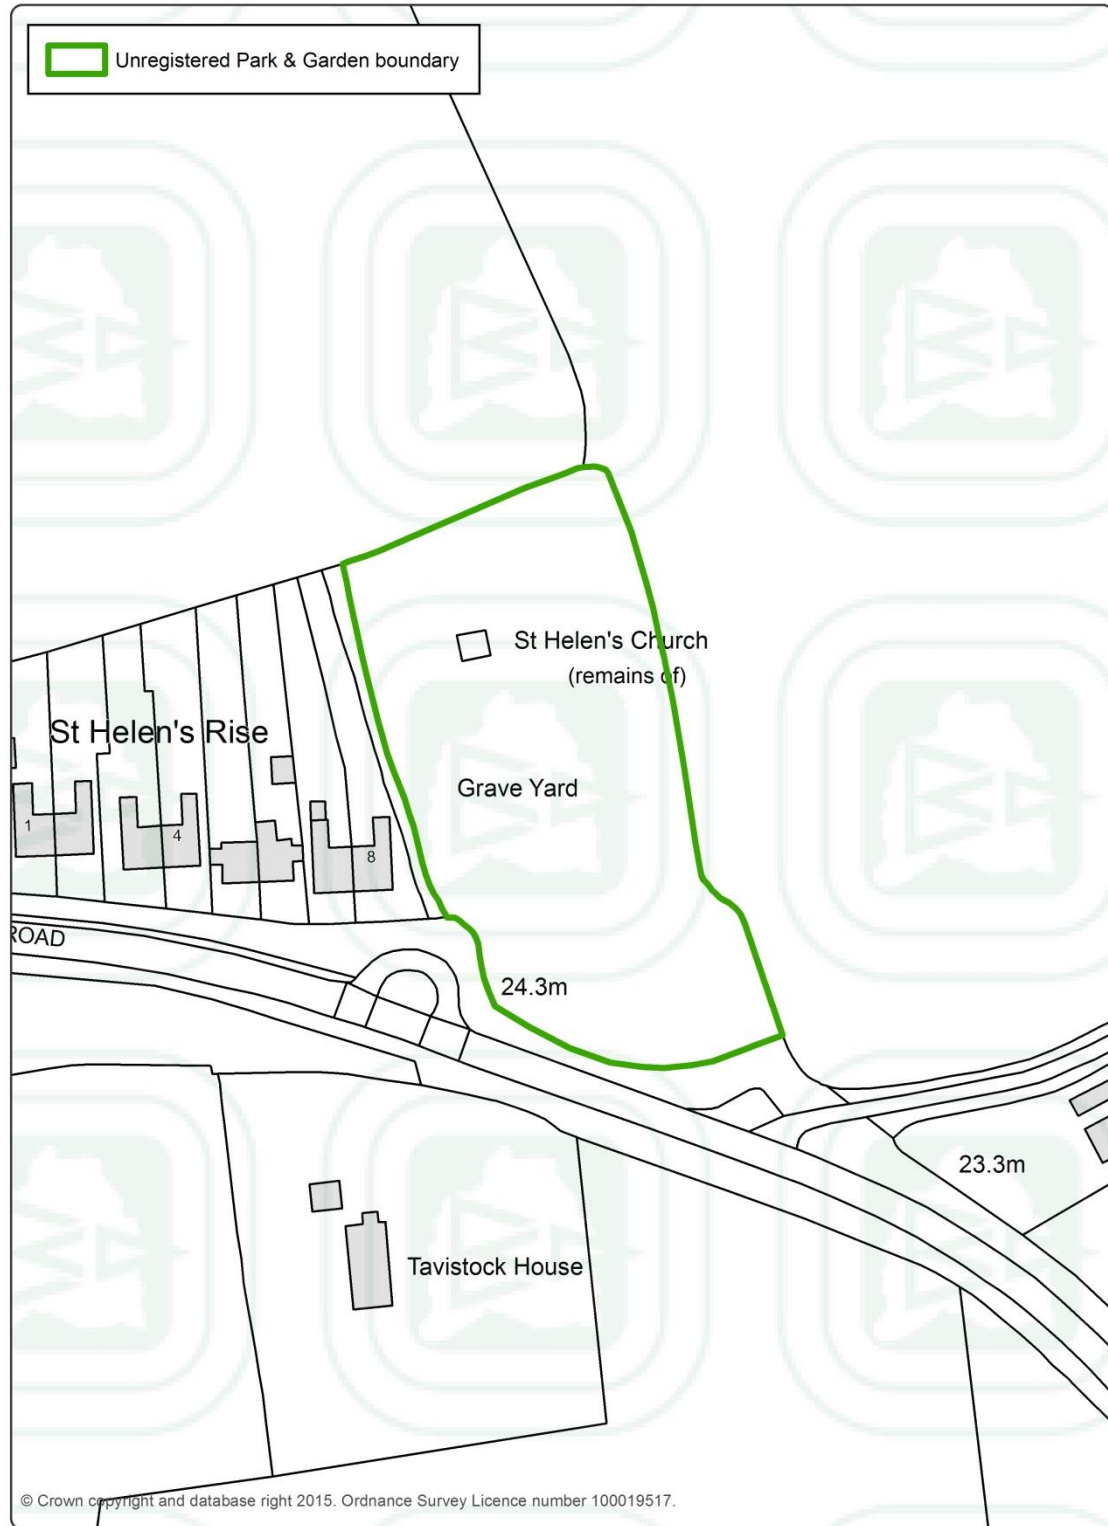 Unregistered Park & Garden boundary
St Helen's Church
(remains of)
St Helen's Rise
Grave Yard
1
4
8
ROAD
24.3m
23.3m
Tavistock House
© Crown copyright and database right 2015. Ordnance Survey Licence number 100019517.